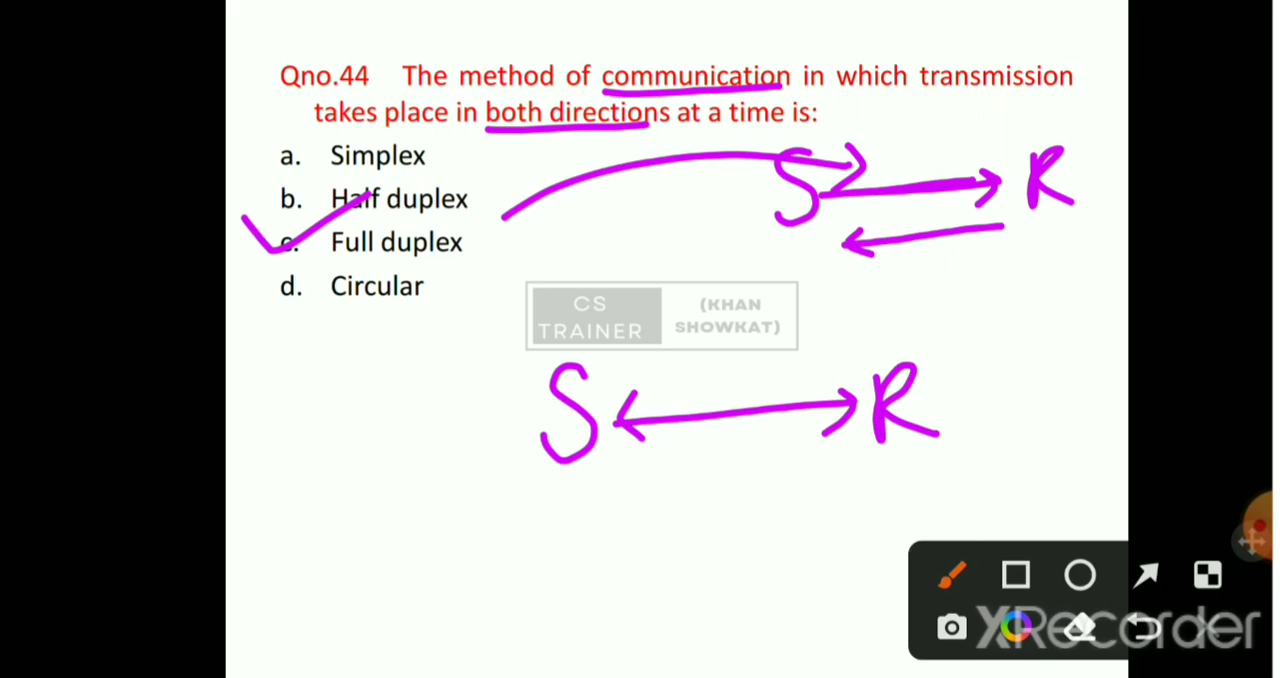 Qno.44 The method of communication in which transmission
takes place in both directions at a time is:
a. Simplex
b. Half duplex
c. Full duplex
d. Circular
S R
CS TRAINER (KHAN SHOWKAT)
S R
XRecorder